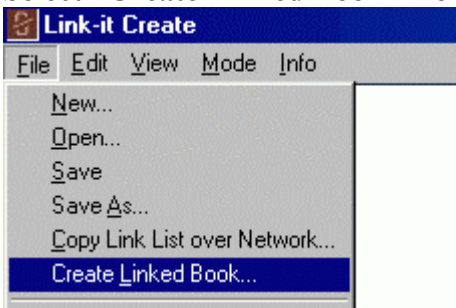 Link-it Create
File Edit View Mode Info
New...
Open...
Save
Save As...
Copy Link List over Network...
Create Linked Book...